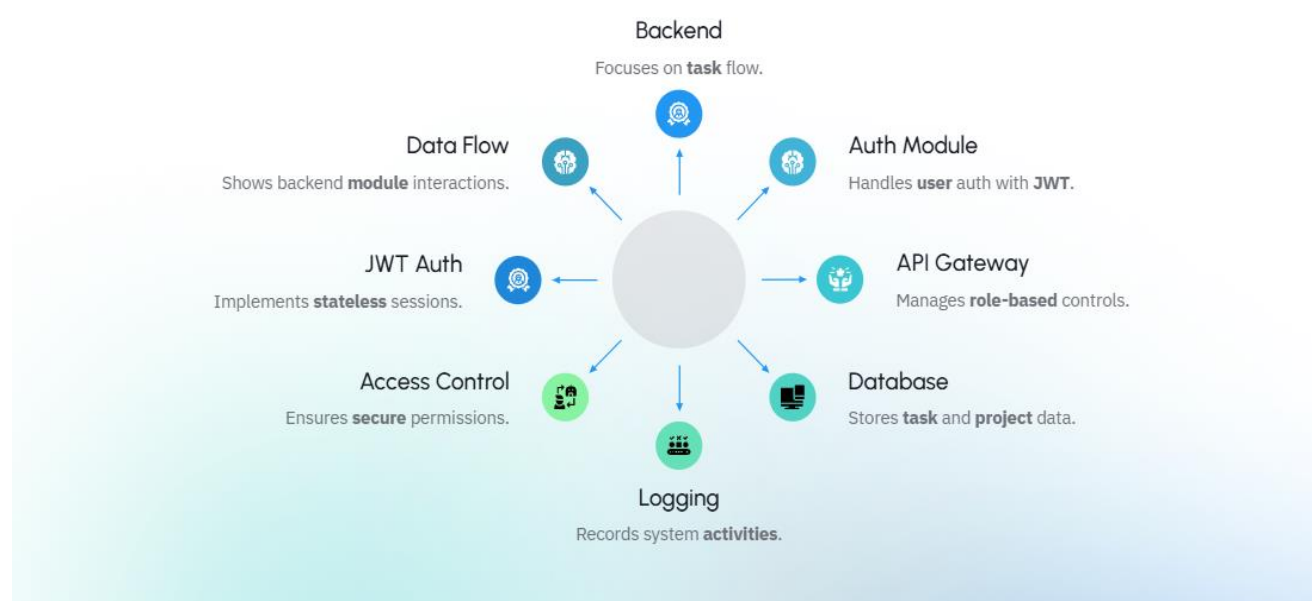 Backend
Focuses on task flow.
Data Flow
Shows backend module interactions.
Auth Module
Handles user auth with JWT.
JWT Auth
Implements stateless sessions.
API Gateway
Manages role-based controls.
Access Control
Ensures secure permissions.
Database
Stores task and project data.
Logging
Records system activities.